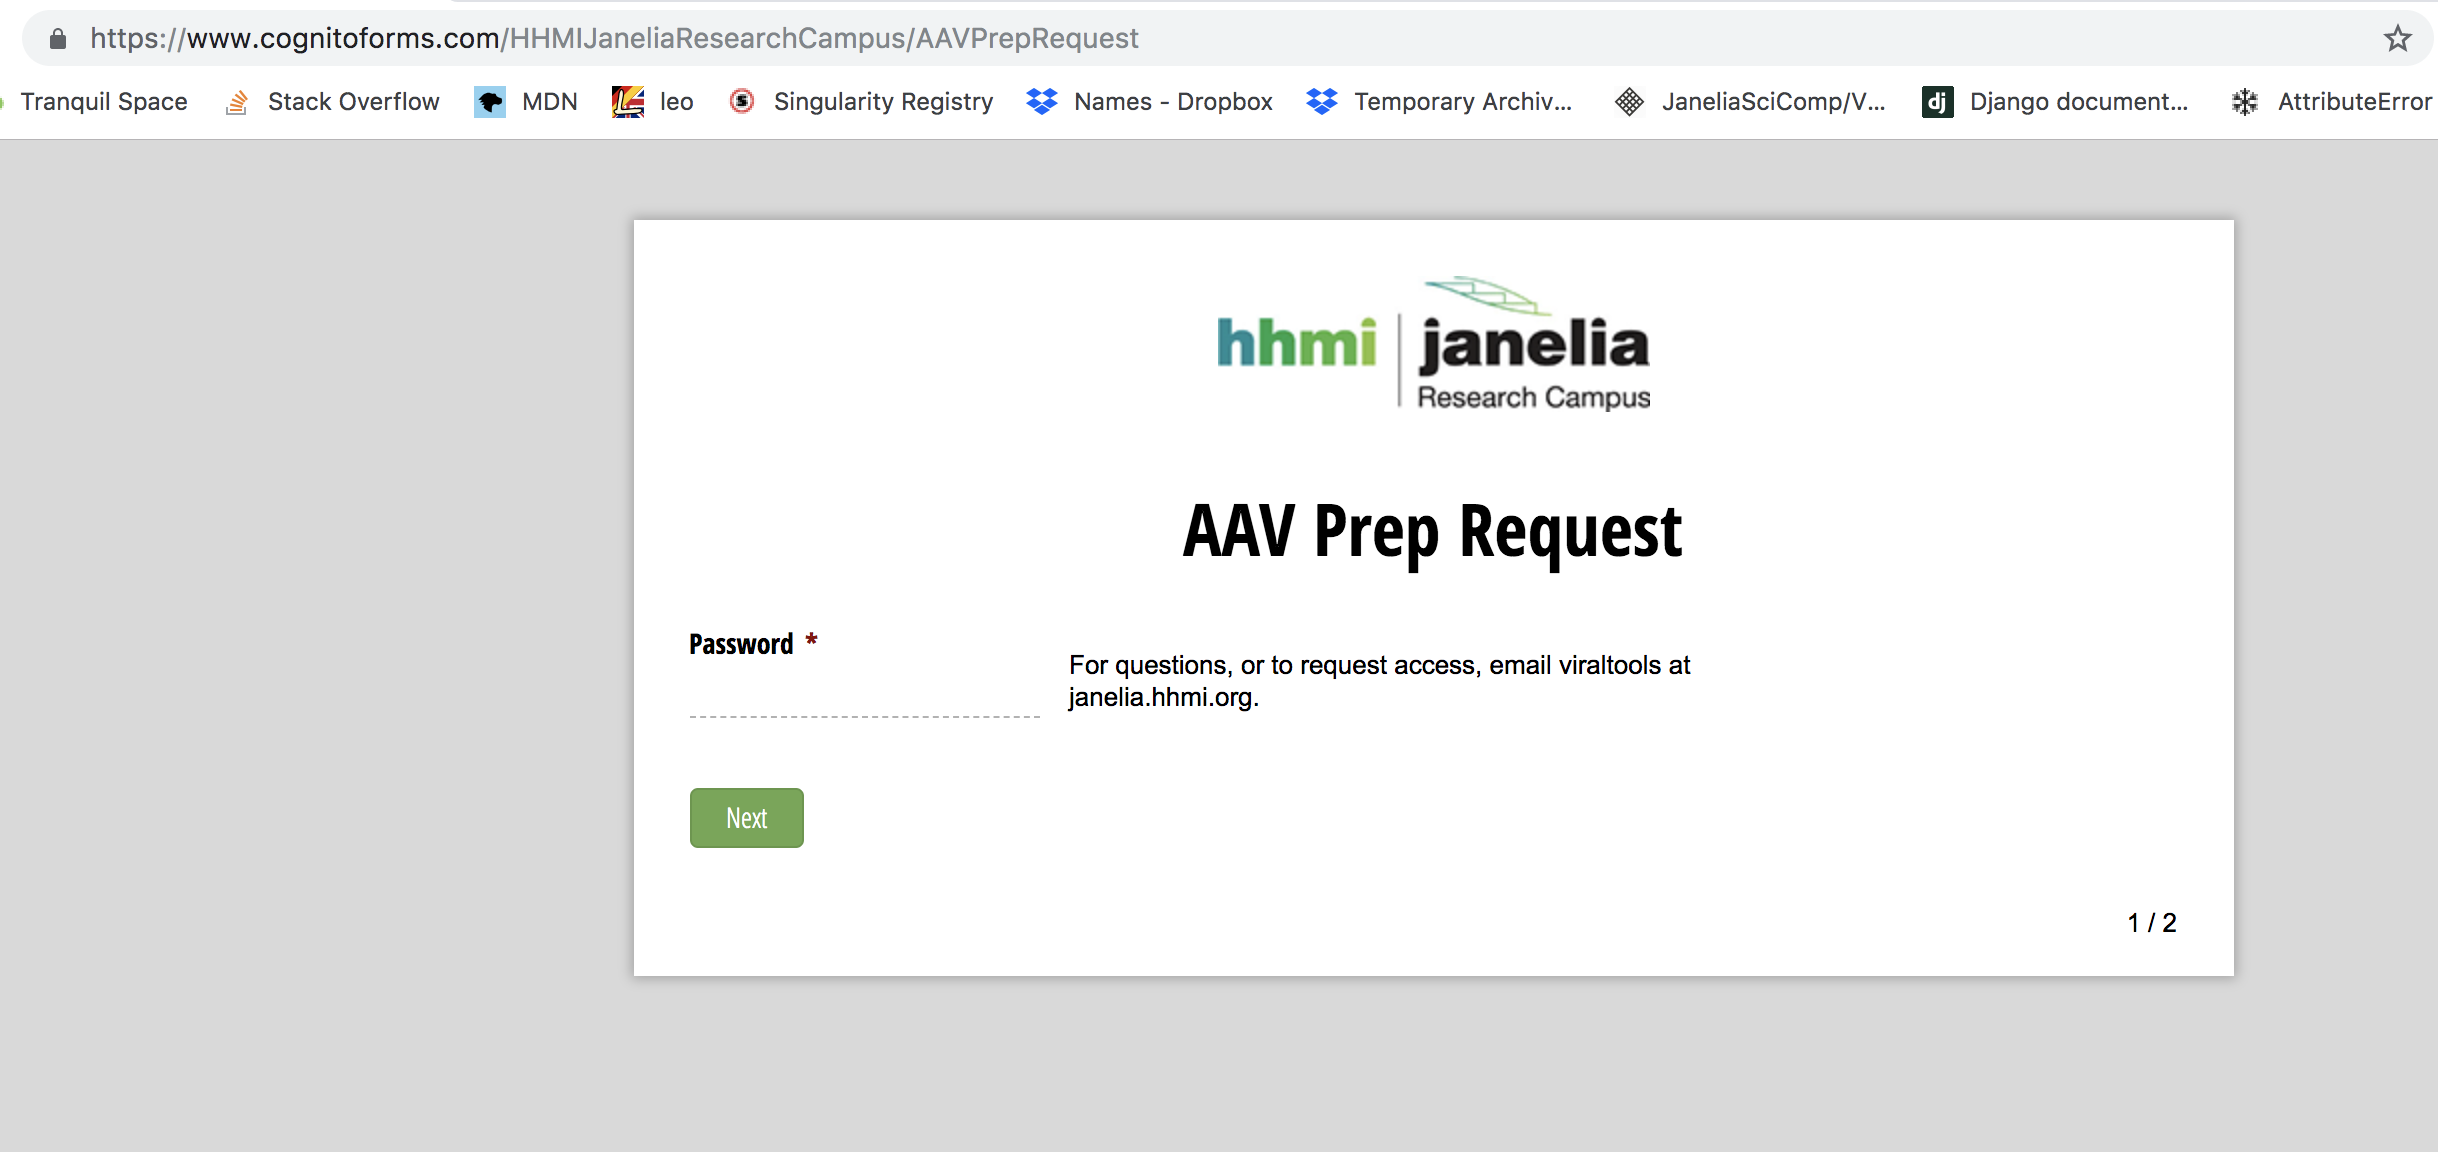 https://www.cognitoforms.com/HHMIJaneliaResearchCampus/AAVPrepRequest
Tranquil Space Stack Overflow MDN leo Singularity Registry Names - Dropbox Temporary Archiv... JaneliaSciComp/V... dj Django document... AttributeError
hhmi janelia
Research Campus
AAV Prep Request
Password *
For questions, or to request access, email viraltools at
janelia.hhmi.org.
Next
1 / 2